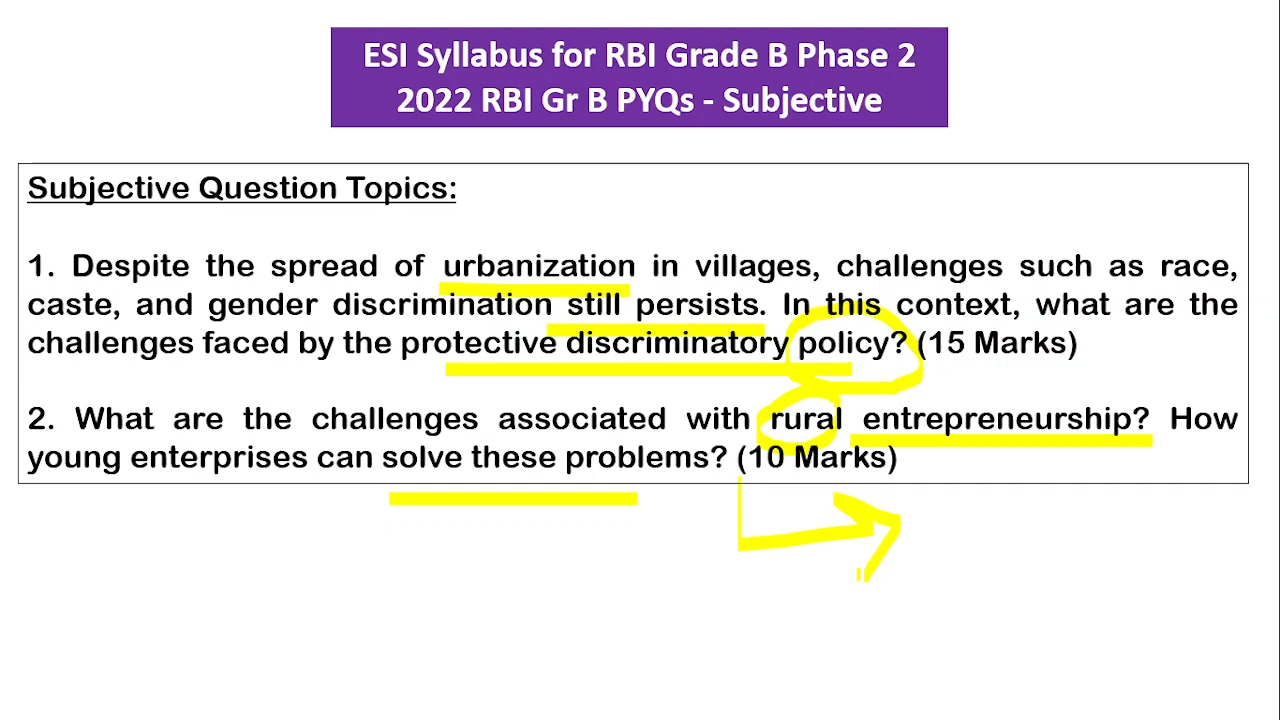 ESI Syllabus for RBI Grade B Phase 2
2022 RBI Gr B PYQs - Subjective
Subjective Question Topics:
1. Despite the spread of urbanization in villages, challenges such as race,
caste, and gender discrimination still persists. In this context, what are the
challenges faced by the protective discriminatory policy? (15 Marks)
2. What are the challenges associated with rural entrepreneurship? How
young enterprises can solve these problems? (10 Marks)